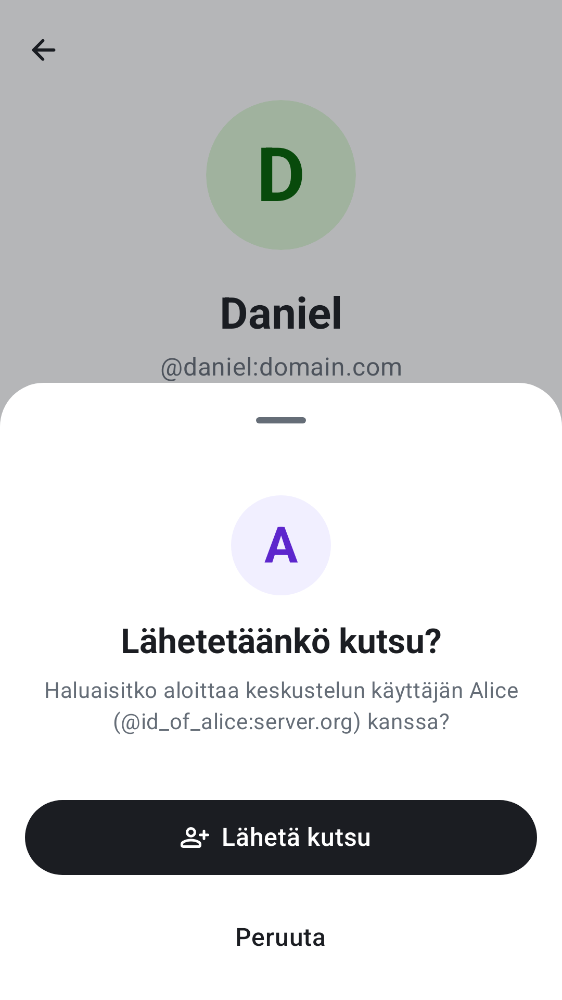 D
Daniel
@daniel:domain.com
A
Lähetetäänkö kutsu?
Haluaisitko aloittaa keskustelun käyttäjän Alice
(@id_of_alice:server.org) kanssa?
Lähetä kutsu
Peruuta